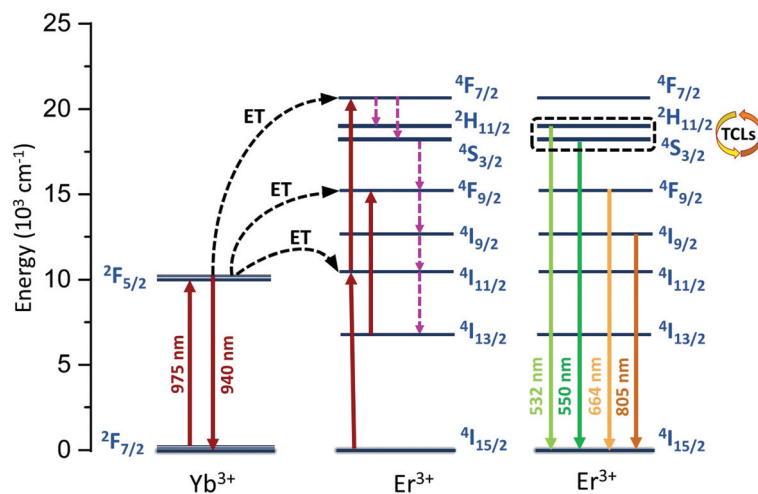 Energy (10³ cm⁻¹)
25
20
15
10
5
0
²F₅/₂
²F₇/₂
975 nm
940 nm
Yb³⁺
ET
ET
ET
⁴F₇/₂
²H₁₁/₂
⁴S₃/₂
⁴F₉/₂
⁴I₉/₂
⁴I₁₁/₂
⁴I₁₃/₂
⁴I₁₅/₂
Er³⁺
⁴F₇/₂
²H₁₁/₂
TCLs
⁴S₃/₂
⁴F₉/₂
⁴I₉/₂
⁴I₁₁/₂
⁴I₁₃/₂
532 nm
550 nm
664 nm
805 nm
⁴I₁₅/₂
Er³⁺